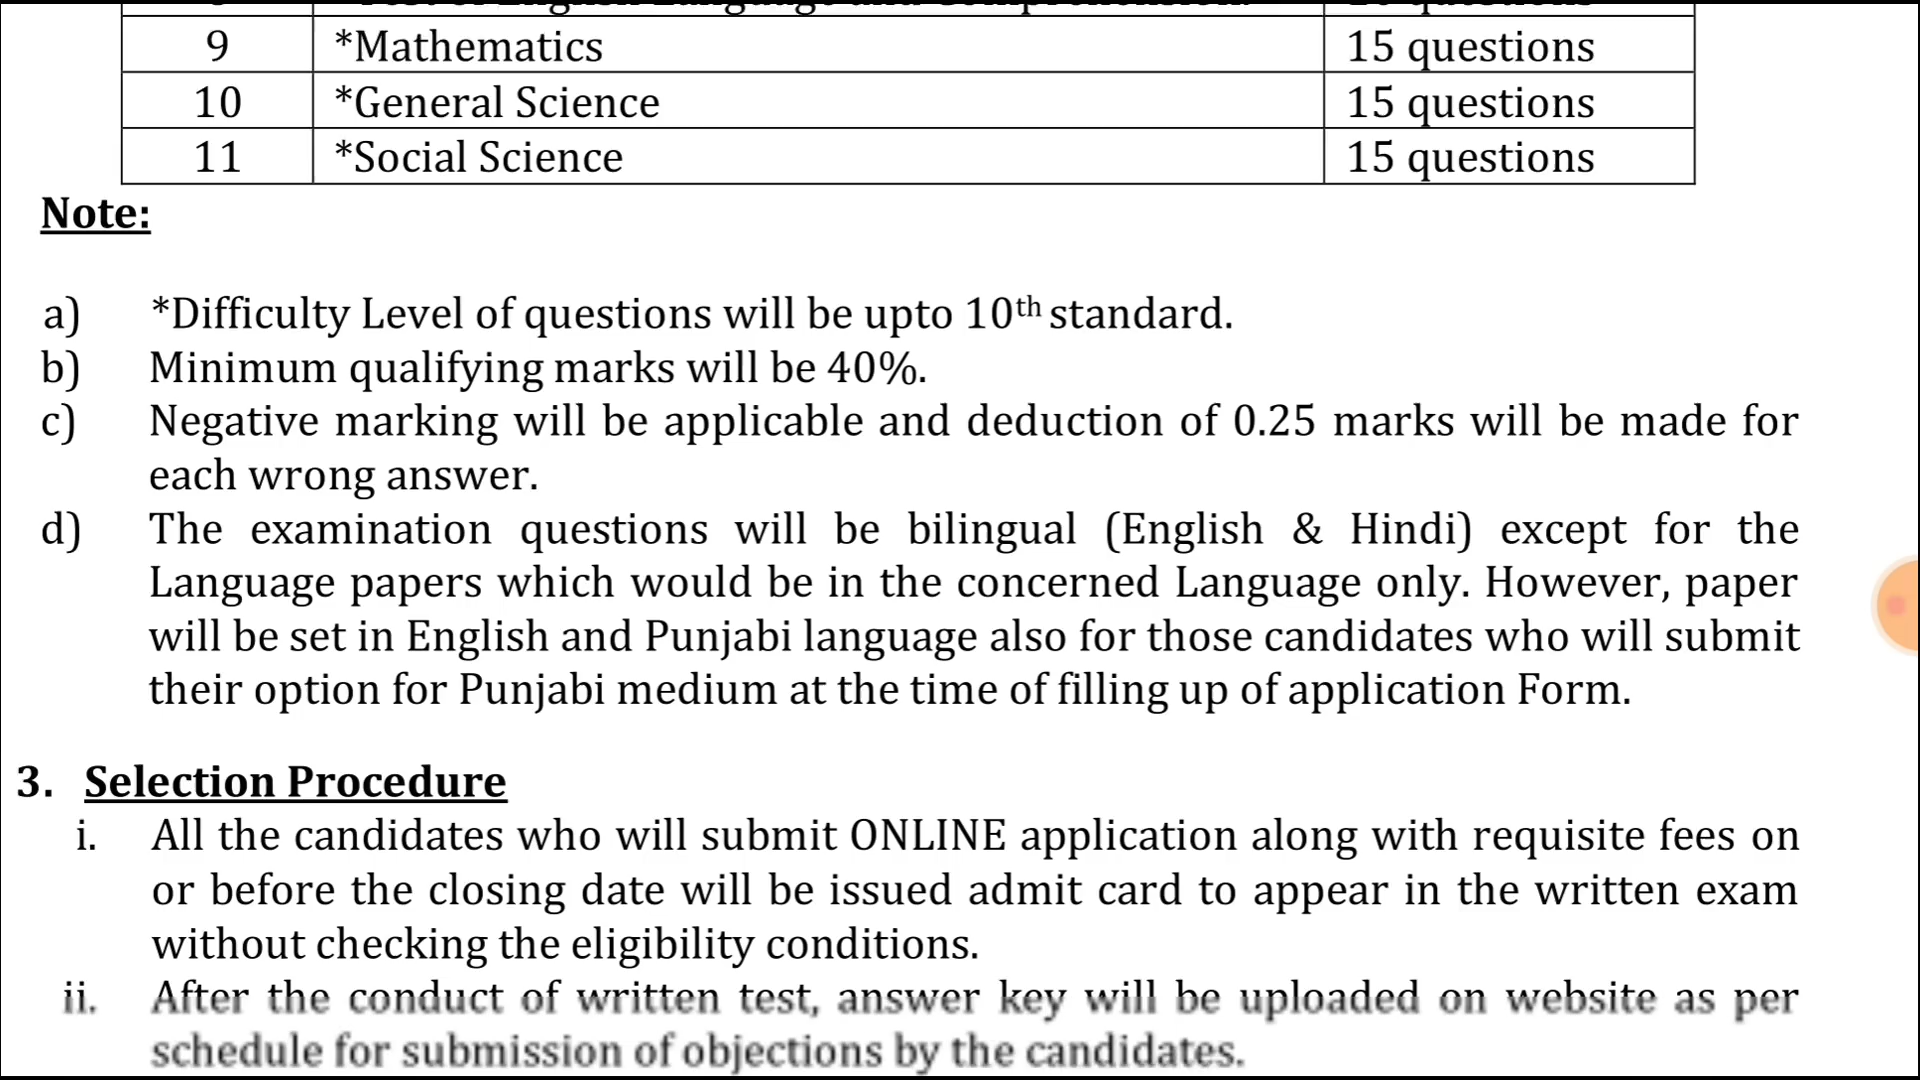 9 *Mathematics 15 questions
10 *General Science 15 questions
11 *Social Science 15 questions
Note:
a) *Difficulty Level of questions will be upto 10th standard.
b) Minimum qualifying marks will be 40%.
c) Negative marking will be applicable and deduction of 0.25 marks will be made for
each wrong answer.
d) The examination questions will be bilingual (English & Hindi) except for the
Language papers which would be in the concerned Language only. However, paper
will be set in English and Punjabi language also for those candidates who will submit
their option for Punjabi medium at the time of filling up of application Form.
3. Selection Procedure
i. All the candidates who will submit ONLINE application along with requisite fees on
or before the closing date will be issued admit card to appear in the written exam
without checking the eligibility conditions.
ii. After the conduct of written test, answer key will be uploaded on website as per
schedule for submission of objections by the candidates.